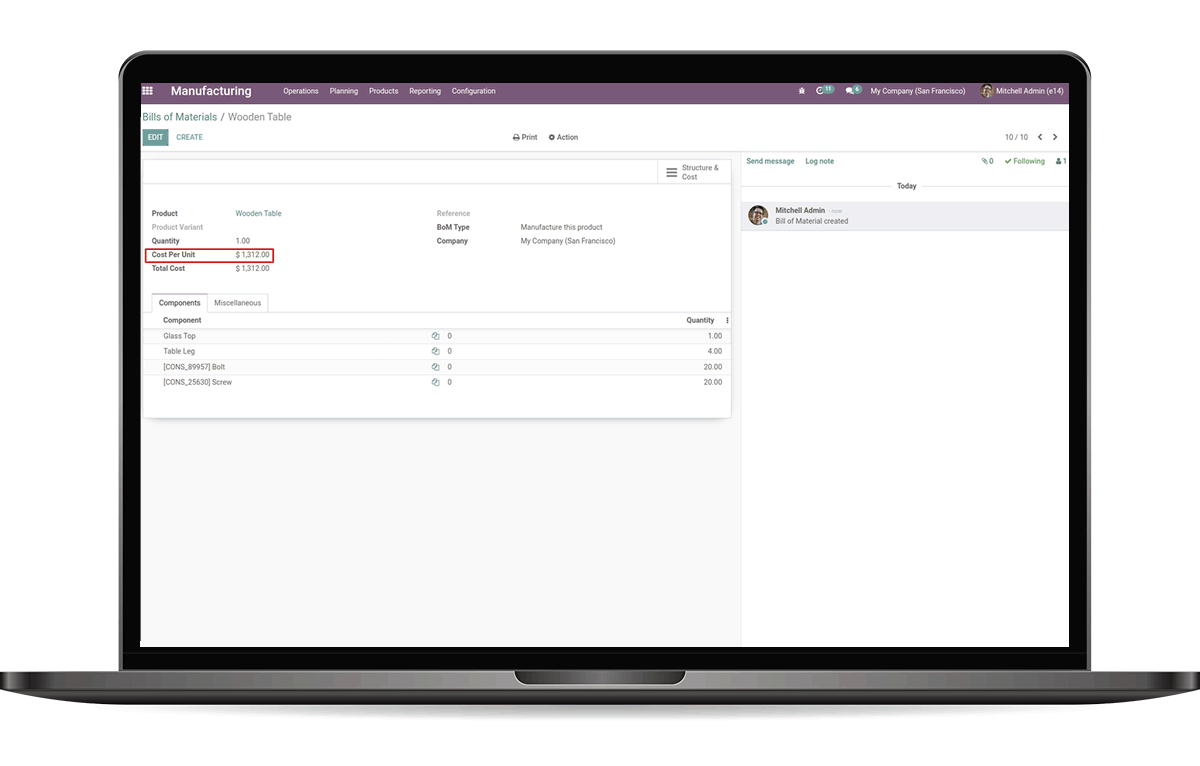 Manufacturing Operations Planning Products Reporting Configuration 11 6 My Company (San Francisco) Mitchell Admin (e14)
Bills of Materials / Wooden Table
EDIT CREATE Print Action 10 / 10
Send message Log note 0 Following 1
Structure & Cost
Today
Mitchell Admin - now
Bill of Material created
Product Wooden Table Reference
Product Variant BoM Type Manufacture this product
Quantity 1.00 Company My Company (San Francisco)
Cost Per Unit $ 1,312.00
Total Cost $ 1,312.00
Components Miscellaneous
Component Quantity
Glass Top 0 1.00
Table Leg 0 4.00
[CONS_89957] Bolt 0 20.00
[CONS_25630] Screw 0 20.00